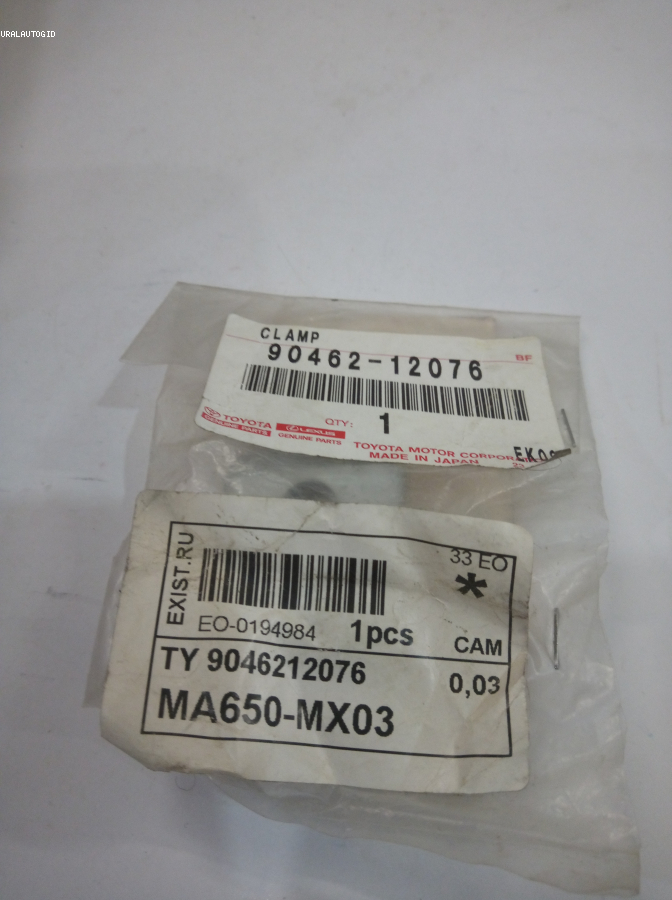 URALAUTOGID
CLAMP
90462-12076
BF
QTY: 1
TOYOTA
GENUINE PARTS
LEXUS
GENUINE PARTS
TOYOTA MOTOR CORPOR
MADE IN JAPAN
EXIST.RU
33 EO
*
EO-0194984 1pcs CAM
TY 9046212076 0,03
MA650-MX03